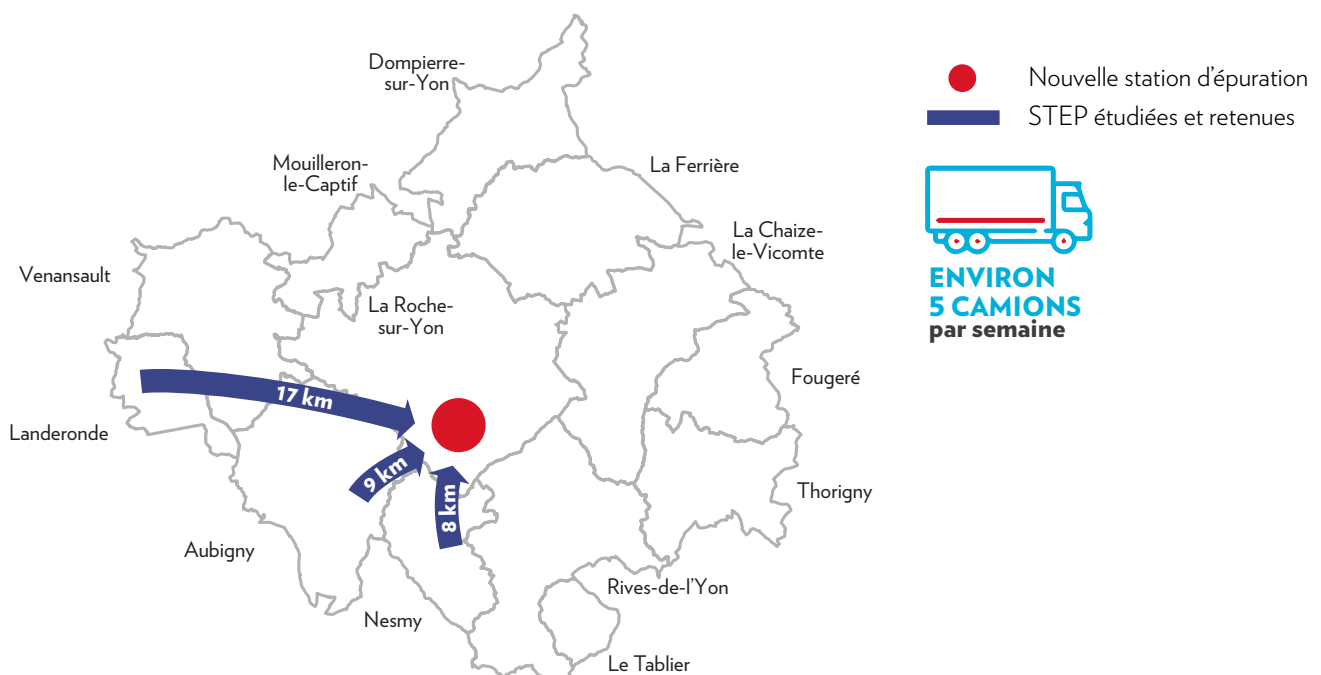 Dompierre-
sur-Yon
Nouvelle station d'épuration
STEP étudiées et retenues
Mouilleron-
le-Captif
La Ferrière
La Chaize-
le-Vicomte
Venansault
La Roche-
sur-Yon
ENVIRON
5 CAMIONS
par semaine
Fougeré
17 km
Landeronde
9 km
8 km
Thorigny
Aubigny
Rives-de-l'Yon
Nesmy
Le Tablier